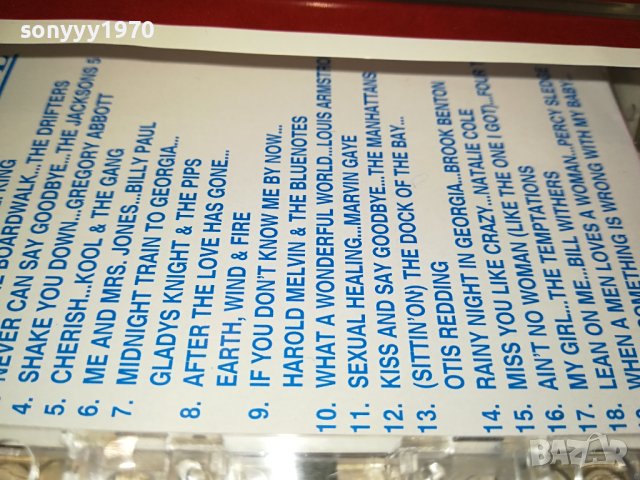 sonyyy1970
KING
BOARDWALK...THE DRIFTERS
NEVER CAN SAY GOODBYE...THE JACKSONS 5
4. SHAKE YOU DOWN...GREGORY ABBOTT
5. CHERISH...KOOL & THE GANG
6. ME AND MRS. JONES...BILLY PAUL
7. MIDNIGHT TRAIN TO GEORGIA...
GLADYS KNIGHT & THE PIPS
8. AFTER THE LOVE HAS GONE...
EARTH, WIND & FIRE
9. IF YOU DON'T KNOW ME BY NOW...
HAROLD MELVIN & THE BLUENOTES
10. WHAT A WONDERFUL WORLD...LOUIS ARMSTRO
11. SEXUAL HEALING...MARVIN GAYE
12. KISS AND SAY GOODBYE...THE MANHATTANS
13. (SITTIN'ON) THE DOCK OF THE BAY...
OTIS REDDING
14. RAINY NIGHT IN GEORGIA...BROOK BENTON
15. MISS YOU LIKE CRAZY...NATALIE COLE
16. AIN'T NO WOMAN (LIKE THE ONE I GOT)...FOUR T
17. MY GIRL...THE TEMPTATIONS
18. LEAN ON ME...BILL WITHERS
WHEN A MEN LOVES A WOMAN...PERCY SLEDGE
SOMETHING IS WRONG WITH MY BABY...
bazar